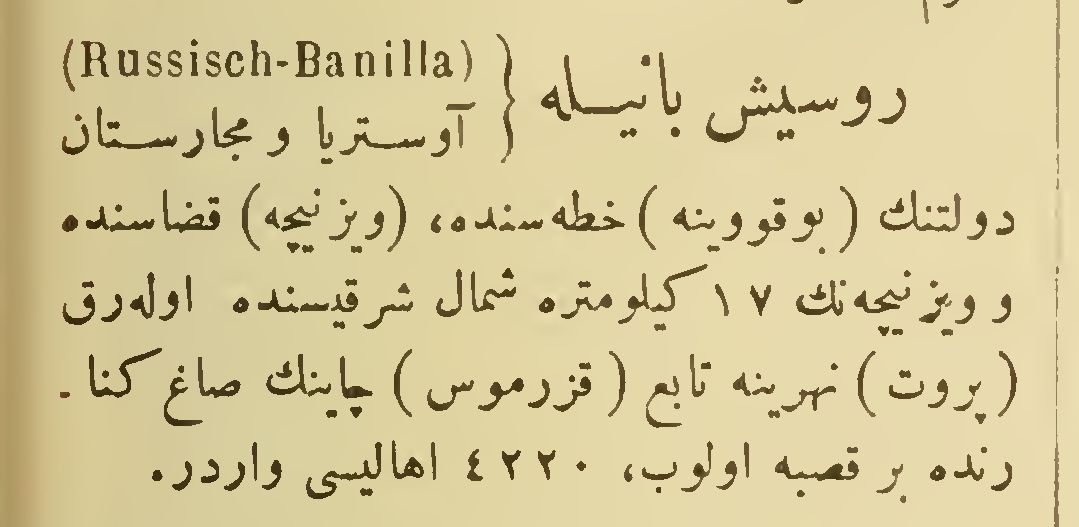 روسیش بانیله { (Russisch-Banilla)
آوستریا و مجارستان
دولتنك ( بوقووینه ) خطه‌سنده، (ویزنیچه) قضاسنده
و ویزنیچه‌نك ۱۷ کیلومتره شمال شرقیسنده اوله‌رق
( پروت ) نهرینه تابع ( قزرموس ) چاینك صاغ کنا -
رنده بر قصبه اولوب، ۴۲۲۰ اهالیسی واردر.